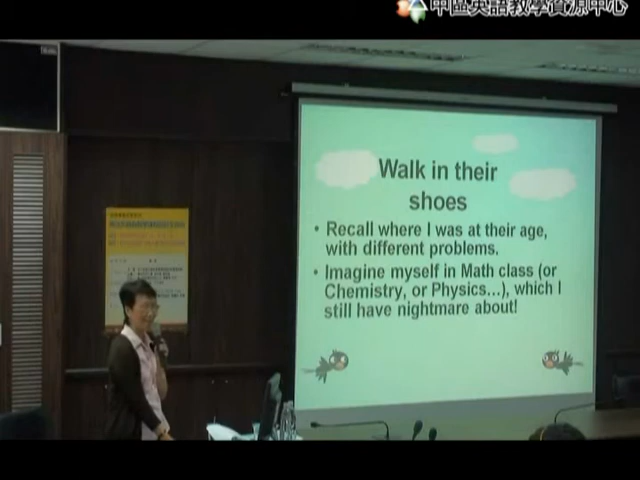 中區英語教學資源中心
Walk in their
shoes
• Recall where I was at their age,
with different problems.
• Imagine myself in Math class (or
Chemistry, or Physics...), which I
still have nightmare about!